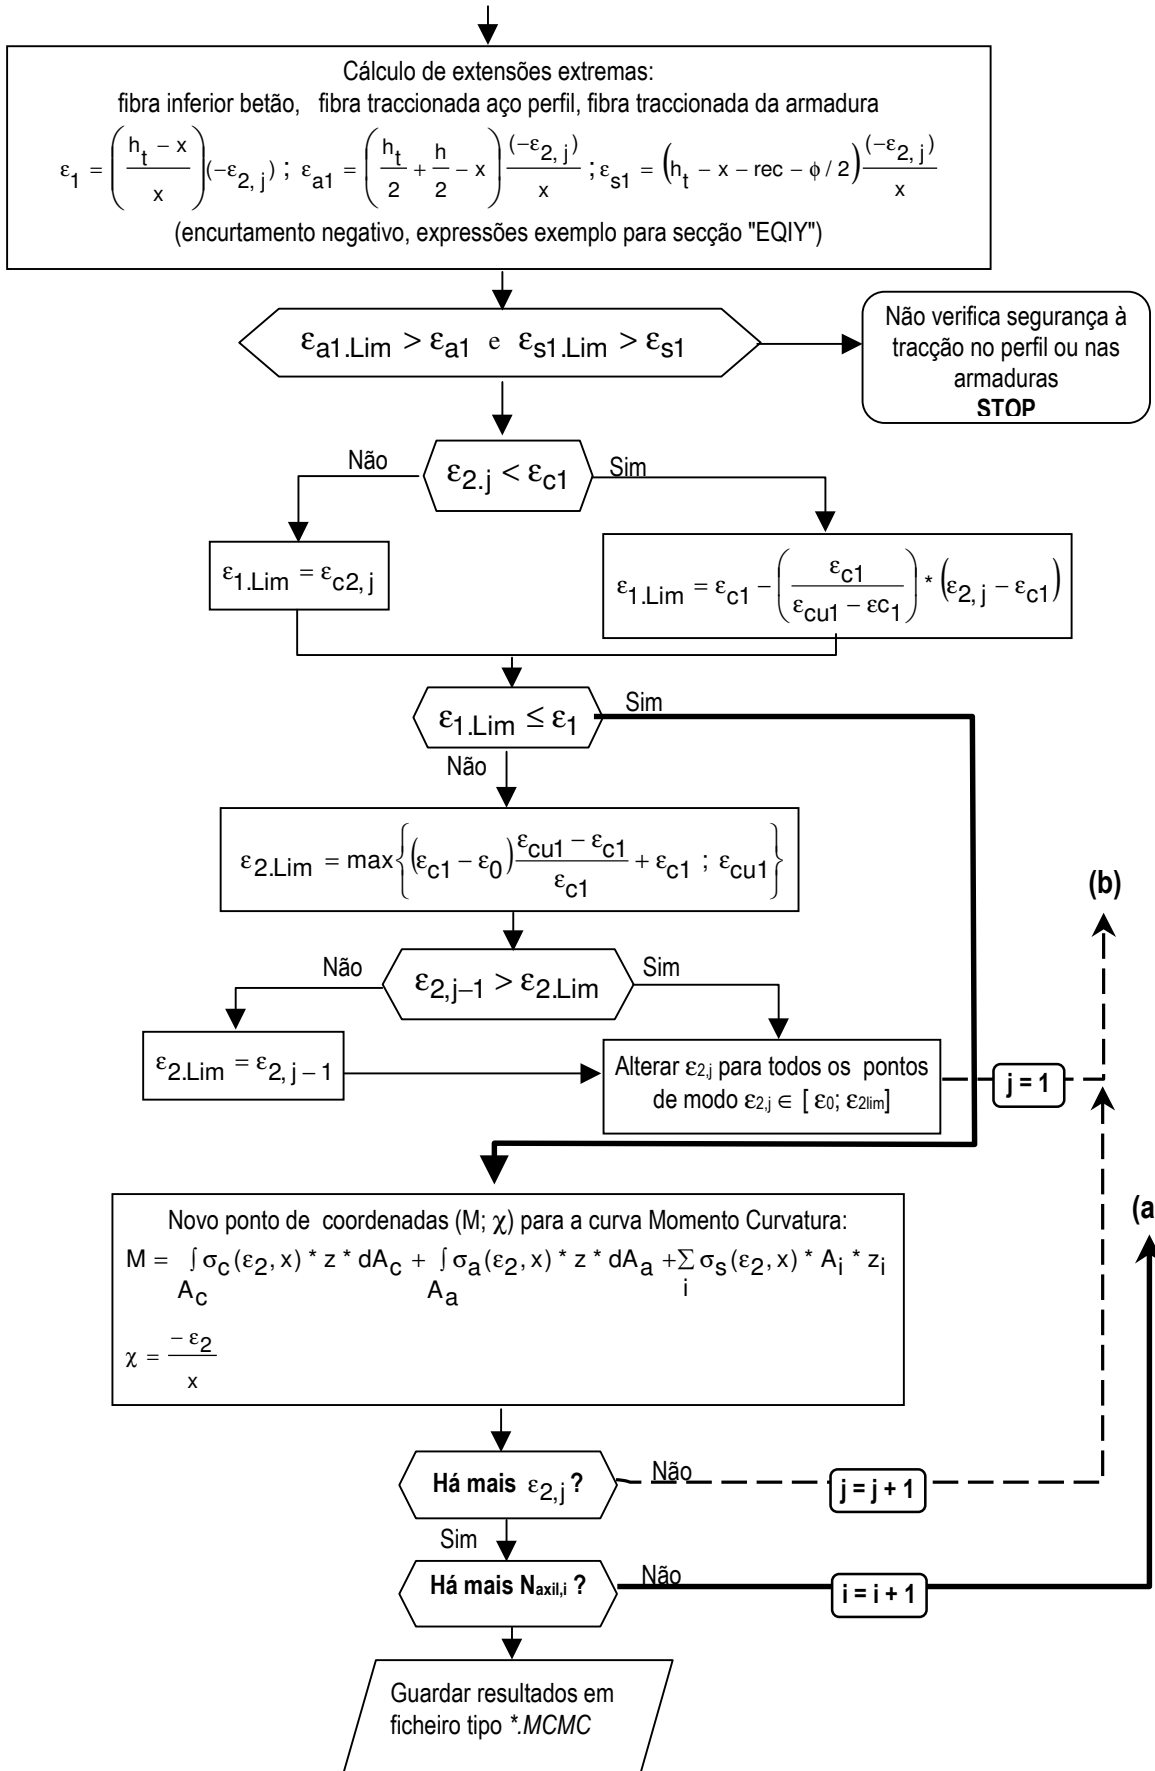 Cálculo de extensões extremas:
fibra inferior betão, fibra traccionada aço perfil, fibra traccionada da armadura
ε1 = ((ht − x) / x)(−ε2, j) ; εa1 = (ht/2 + h/2 − x) (−ε2, j)/x ; εs1 = (ht − x − rec − ϕ / 2) (−ε2, j)/x
(encurtamento negativo, expressões exemplo para secção "EQIY")
εa1.Lim > εa1 e εs1.Lim > εs1
Não verifica segurança à
tracção no perfil ou nas
armaduras
STOP
Não
ε2.j < εc1
Sim
ε1.Lim = εc2, j
ε1.Lim = εc1 − (εc1 / (εcu1 − εc1)) * (ε2, j − εc1)
ε1.Lim ≤ ε1
Sim
Não
ε2.Lim = max{(εc1 − ε0) (εcu1 − εc1)/εc1 + εc1 ; εcu1}
(b)
Não
ε2,j−1 > ε2.Lim
Sim
ε2.Lim = ε2, j − 1
Alterar ε2,j para todos os pontos
de modo ε2,j ∈ [ ε0; ε2lim]
j = 1
(a
Novo ponto de coordenadas (M; χ) para a curva Momento Curvatura:
M = ∫Ac σc(ε2, x) * z * dAc + ∫Aa σa(ε2, x) * z * dAa + ∑i σs(ε2, x) * Ai * zi
χ = − ε2 / x
Há mais ε2,j ?
Não
j = j + 1
Sim
Há mais Naxil,i ?
Não
i = i + 1
Guardar resultados em
ficheiro tipo *.MCMC